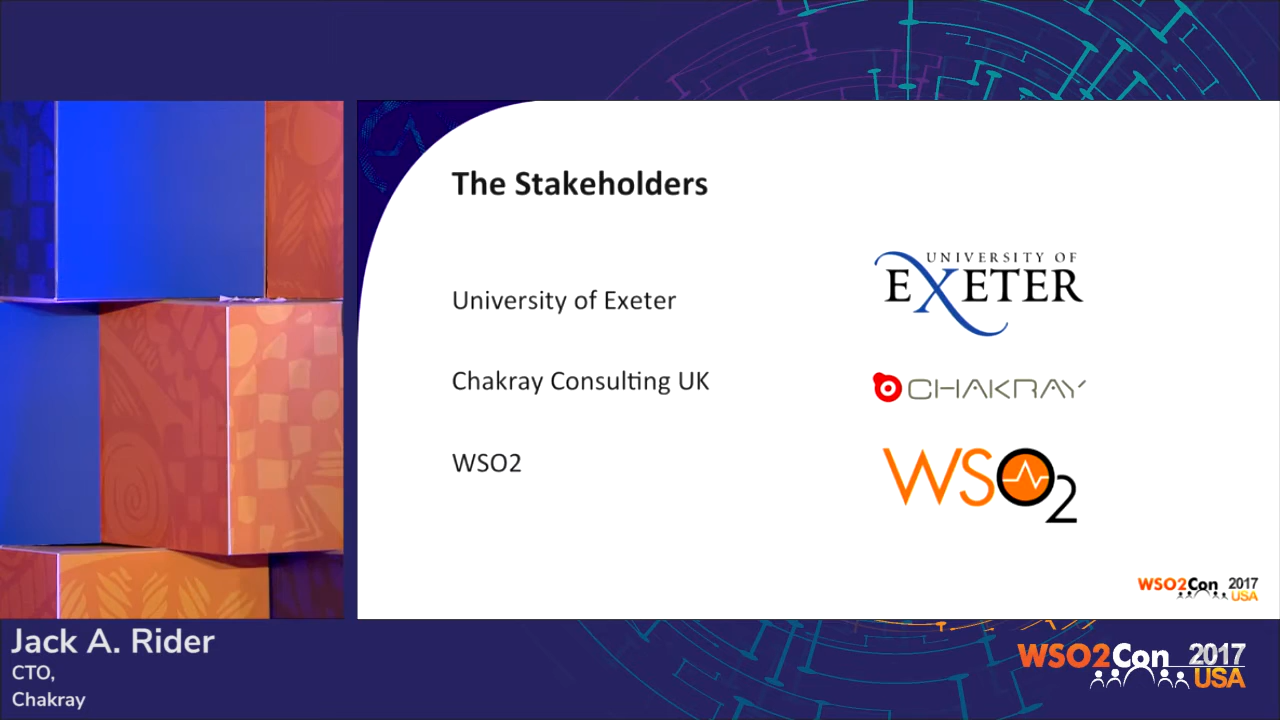 The Stakeholders
University of Exeter
UNIVERSITY OF
EXETER
Chakray Consulting UK
CHAKRAY
WSO2
WSO2
WSO2Con 2017
USA
Jack A. Rider
CTO,
Chakray
WSO2Con 2017
USA